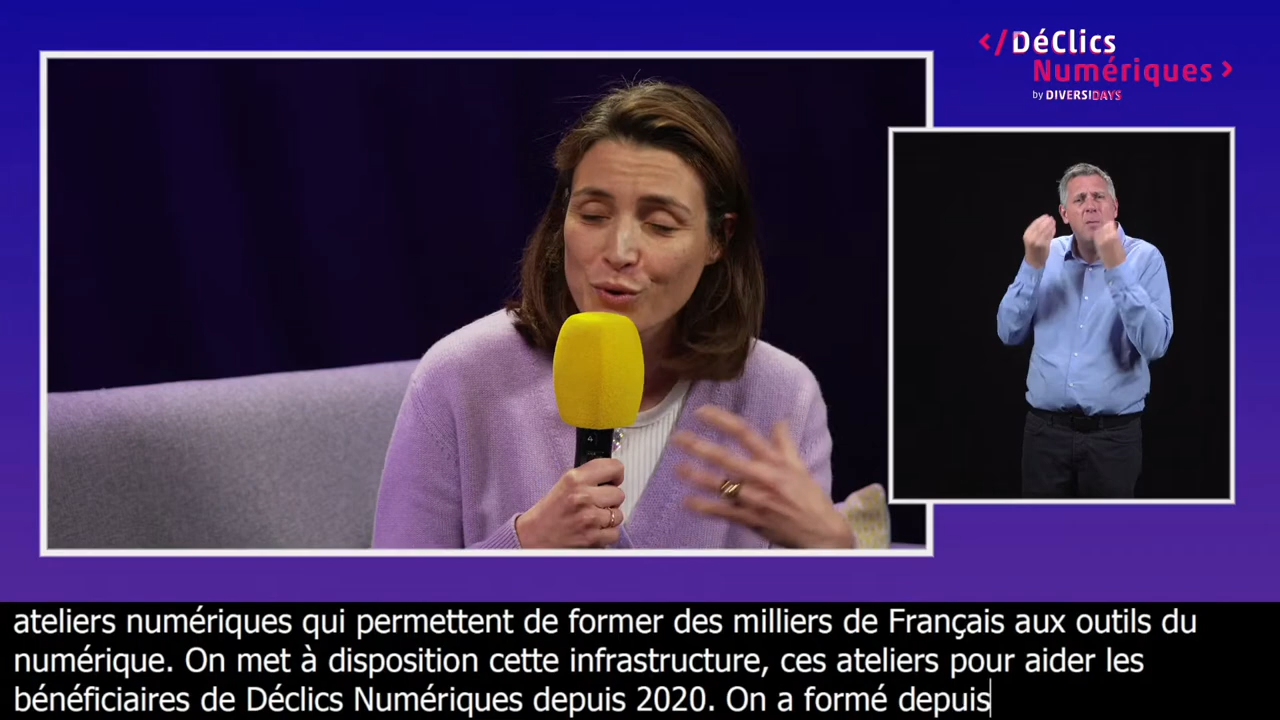 </DéClics
Numériques>
by DIVERSIDAYS
4
ateliers numériques qui permettent de former des milliers de Français aux outils du
numérique. On met à disposition cette infrastructure, ces ateliers pour aider les
bénéficiaires de Déclics Numériques depuis 2020. On a formé depuis